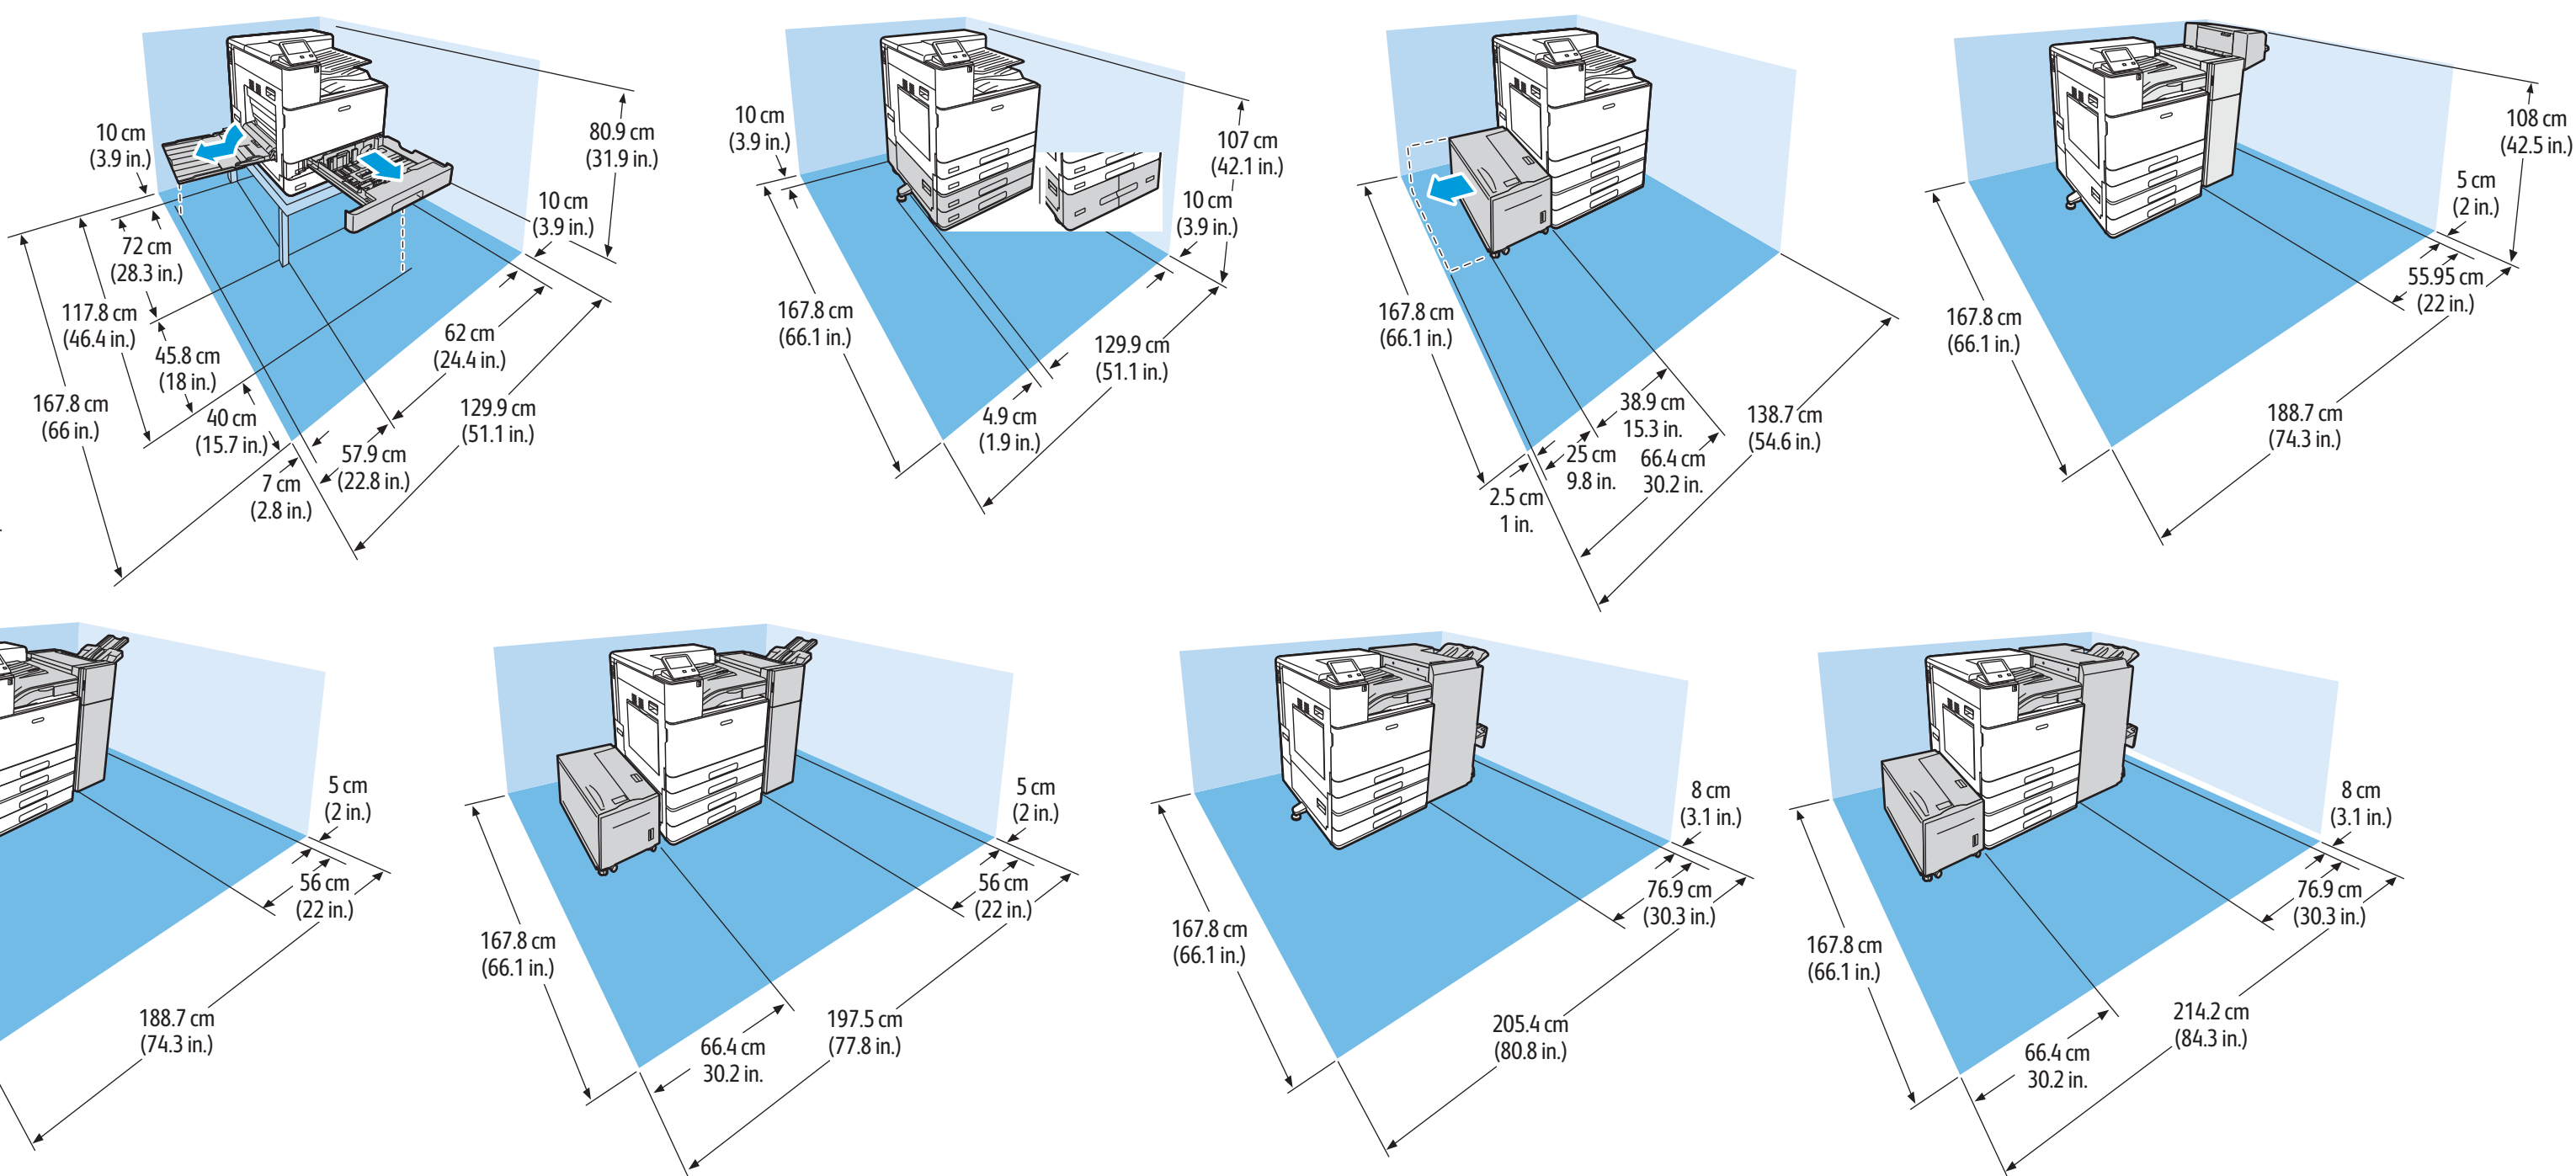 10 cm
(3.9 in.)
72 cm
(28.3 in.)
117.8 cm
(46.4 in.)
45.8 cm
(18 in.)
167.8 cm
(66 in.)
40 cm
(15.7 in.)
7 cm
(2.8 in.)
57.9 cm
(22.8 in.)
129.9 cm
(51.1 in.)
62 cm
(24.4 in.)
10 cm
(3.9 in.)
80.9 cm
(31.9 in.)
10 cm
(3.9 in.)
167.8 cm
(66.1 in.)
4.9 cm
(1.9 in.)
129.9 cm
(51.1 in.)
107 cm
(42.1 in.)
10 cm
(3.9 in.)
167.8 cm
(66.1 in.)
2.5 cm
1 in.
25 cm
9.8 in.
38.9 cm
15.3 in.
66.4 cm
30.2 in.
138.7 cm
(54.6 in.)
167.8 cm
(66.1 in.)
188.7 cm
(74.3 in.)
55.95 cm
(22 in.)
5 cm
(2 in.)
108 cm
(42.5 in.)
5 cm
(2 in.)
56 cm
(22 in.)
188.7 cm
(74.3 in.)
167.8 cm
(66.1 in.)
66.4 cm
30.2 in.
197.5 cm
(77.8 in.)
56 cm
(22 in.)
5 cm
(2 in.)
167.8 cm
(66.1 in.)
205.4 cm
(80.8 in.)
76.9 cm
(30.3 in.)
8 cm
(3.1 in.)
167.8 cm
(66.1 in.)
66.4 cm
30.2 in.
214.2 cm
(84.3 in.)
76.9 cm
(30.3 in.)
8 cm
(3.1 in.)